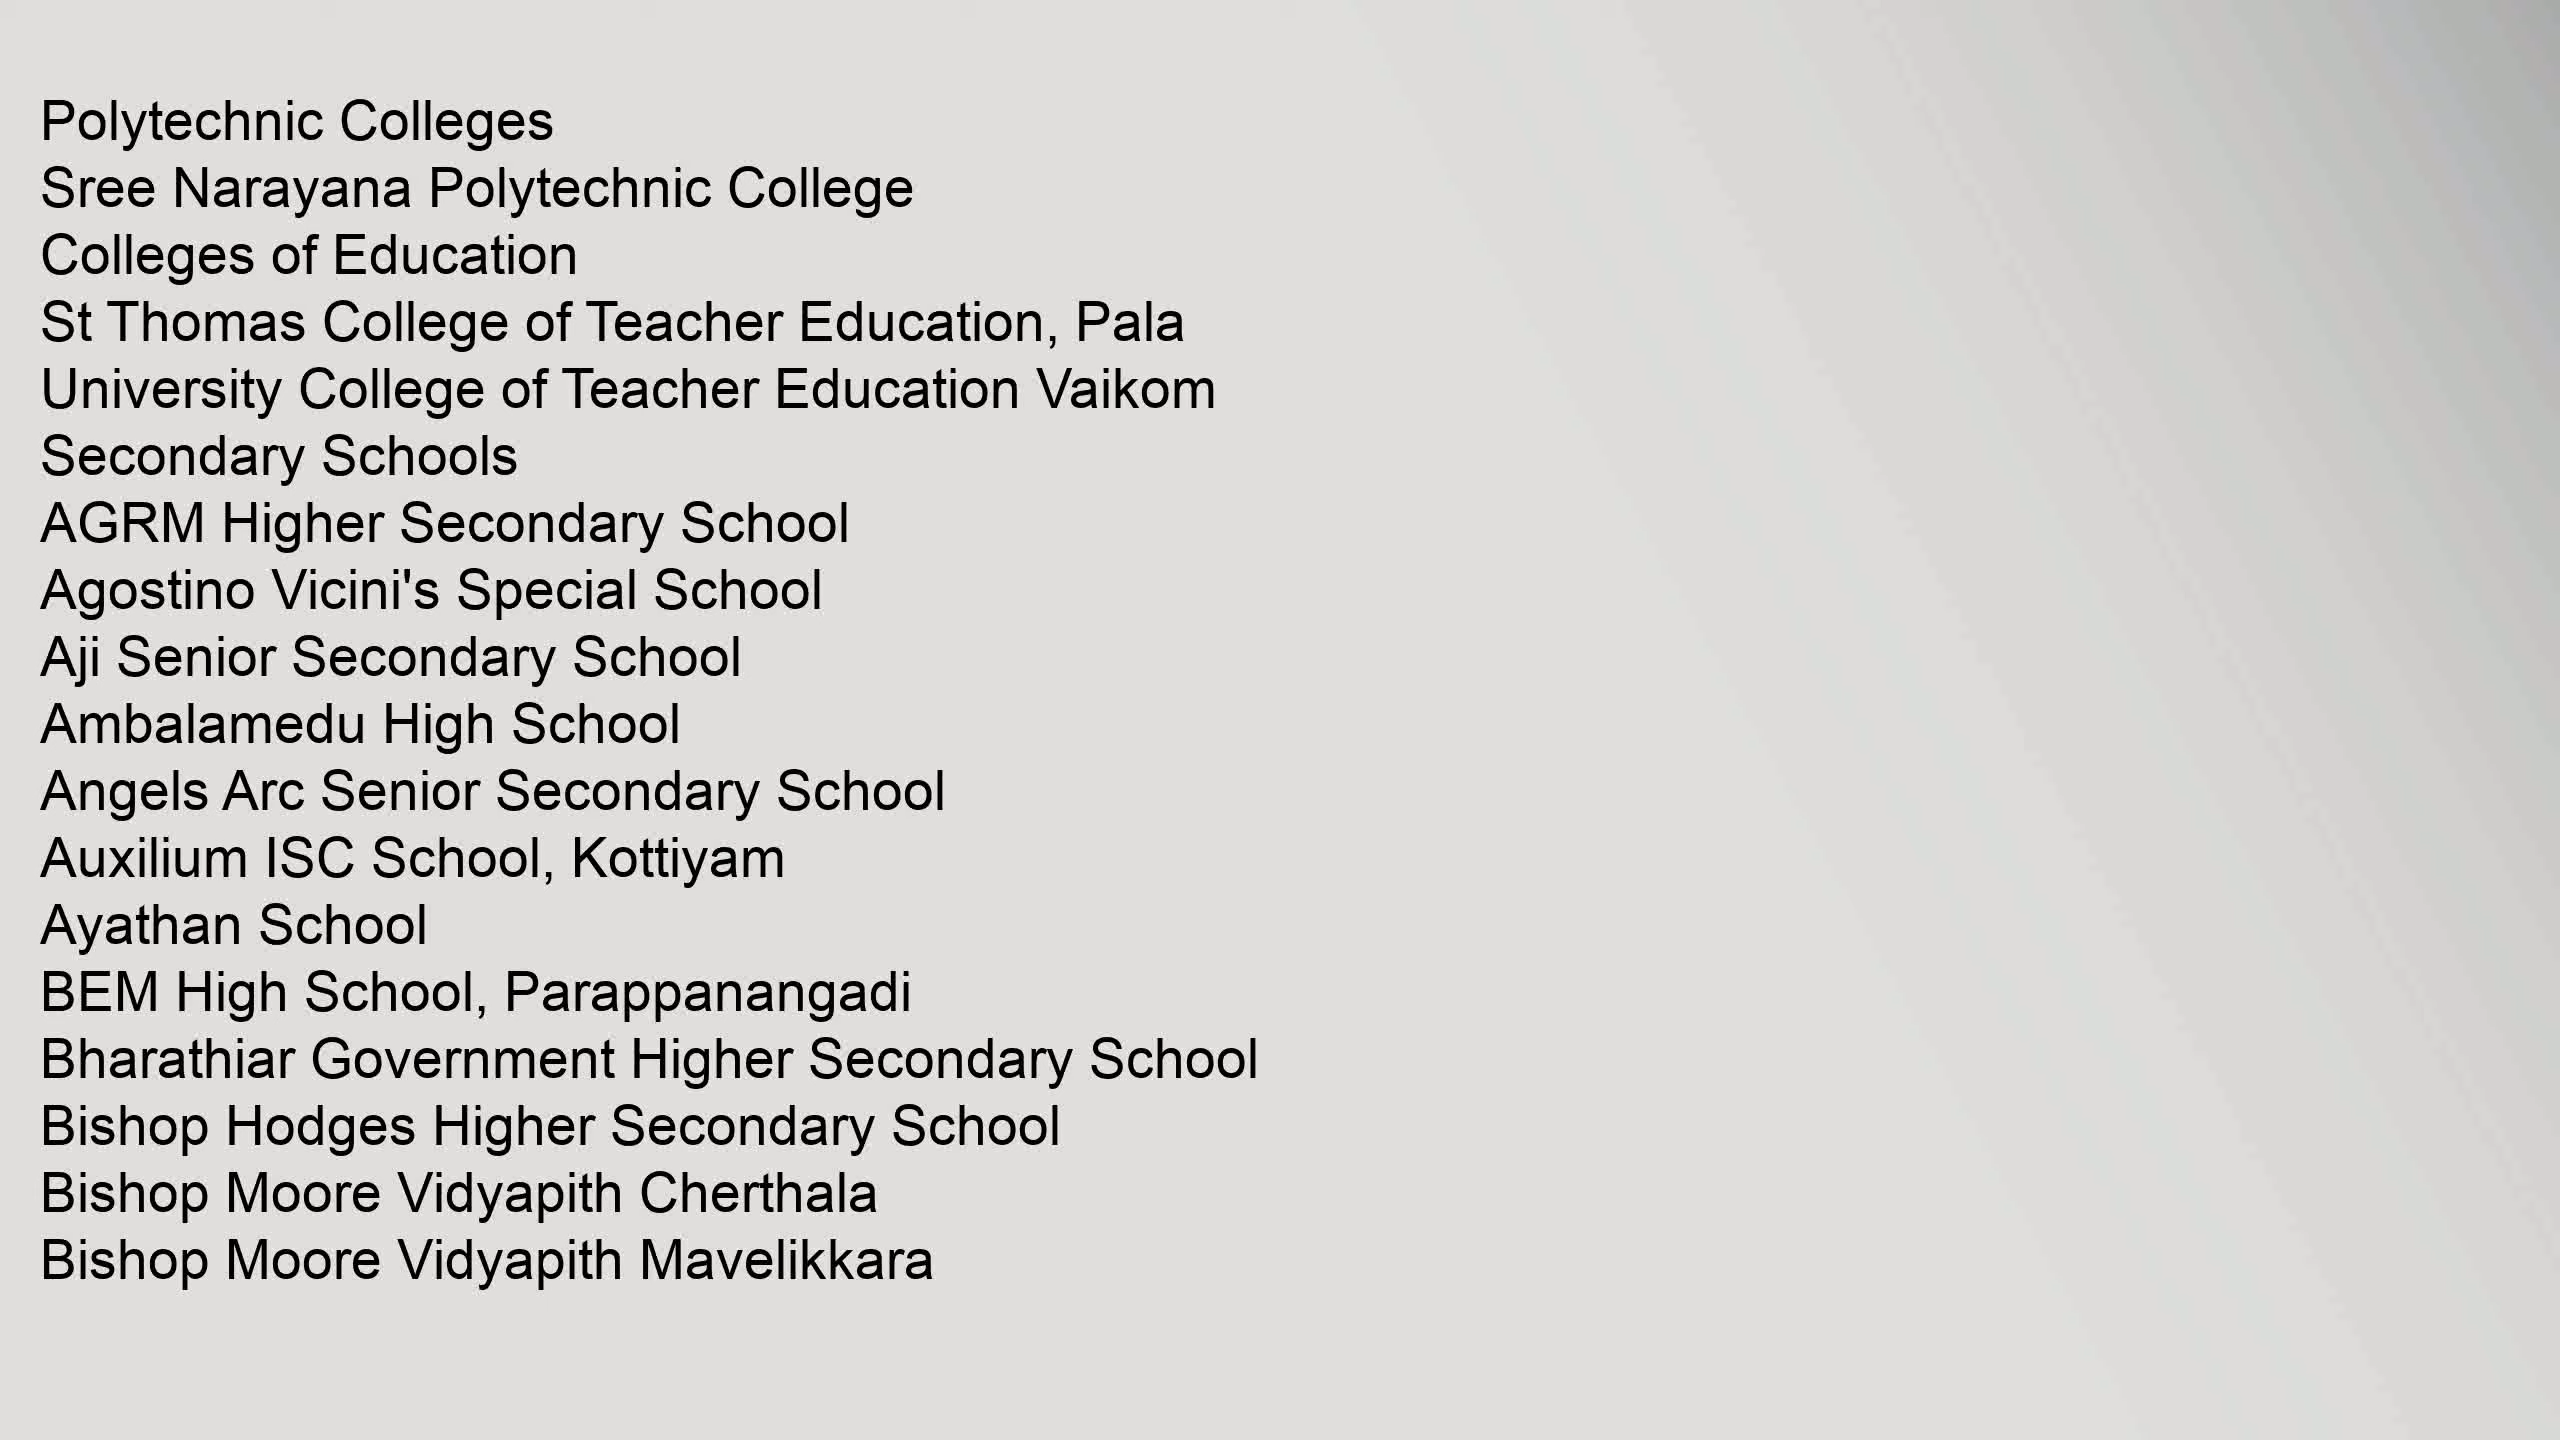 Polytechnic Colleges
Sree Narayana Polytechnic College
Colleges of Education
St Thomas College of Teacher Education, Pala
University College of Teacher Education Vaikom
Secondary Schools
AGRM Higher Secondary School
Agostino Vicini's Special School
Aji Senior Secondary School
Ambalamedu High School
Angels Arc Senior Secondary School
Auxilium ISC School, Kottiyam
Ayathan School
BEM High School, Parappanangadi
Bharathiar Government Higher Secondary School
Bishop Hodges Higher Secondary School
Bishop Moore Vidyapith Cherthala
Bishop Moore Vidyapith Mavelikkara